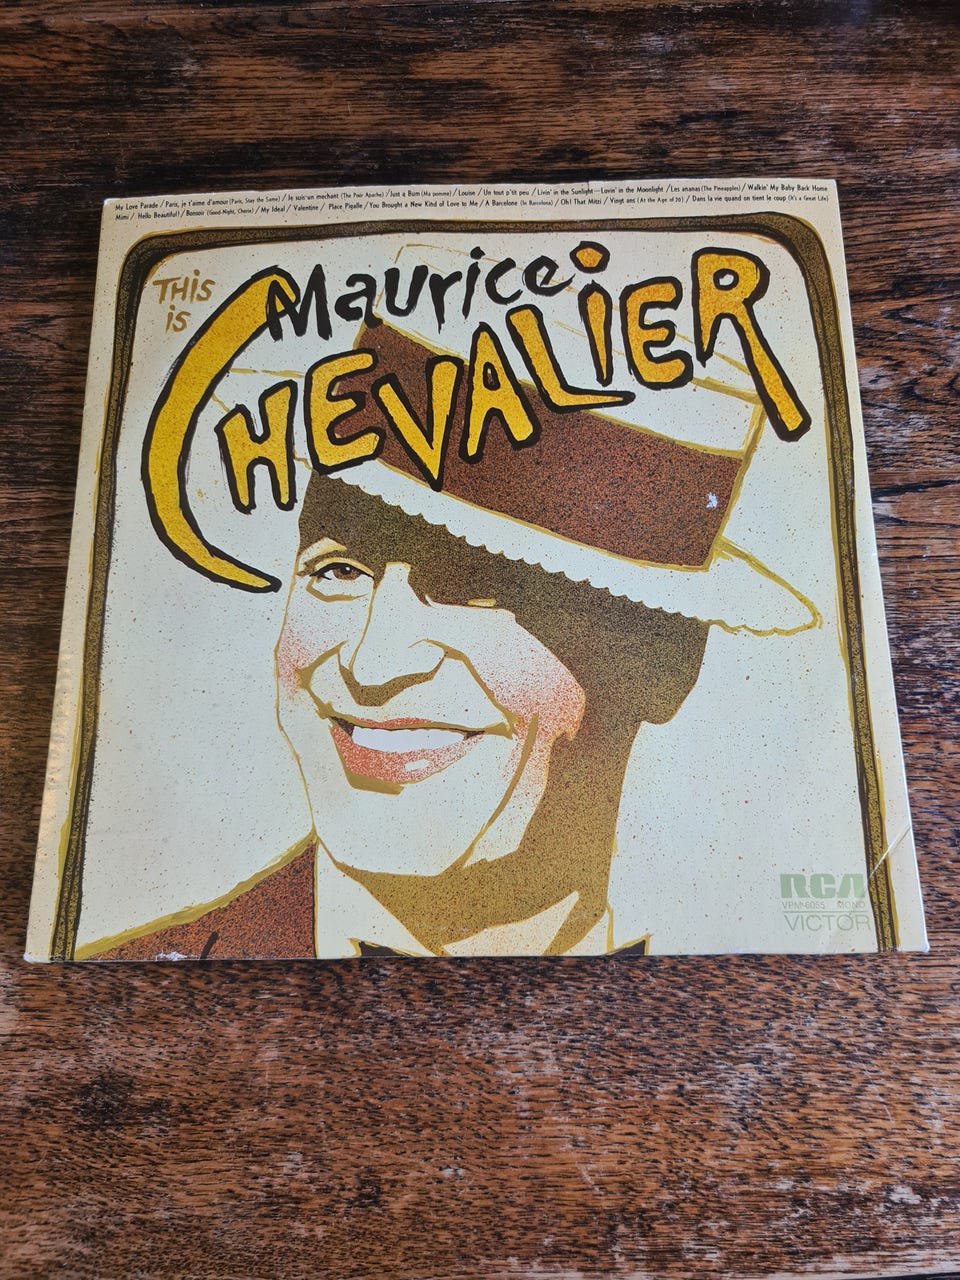 My Love Parade / Paris, je t'aime d'amour (Paris, Stay the Same) / Je suis un mechant (The Poor Apache) / Just a Bum (Ma pomme) / Louise / Un tout p'tit peu / Livin' in the Sunlight—Lovin' in the Moonlight / Les ananas (The Pineapples) / Walkin' My Baby Back Home
Mimi / Hello Beautiful! / Bonsoir (Good-Night, Cherie) / My Ideal / Valentine / Place Pigalle / You Brought a New Kind of Love to Me / A Barcelone (In Barcelona) / Oh! That Mitzi / Vingt ans (At the Age of 20) / Dans la vie quand on tient le coup (It's a Great Life)
THis
is
Maurice
CHEVALiER
RCA
VPM-6055 MONO
VICTOR